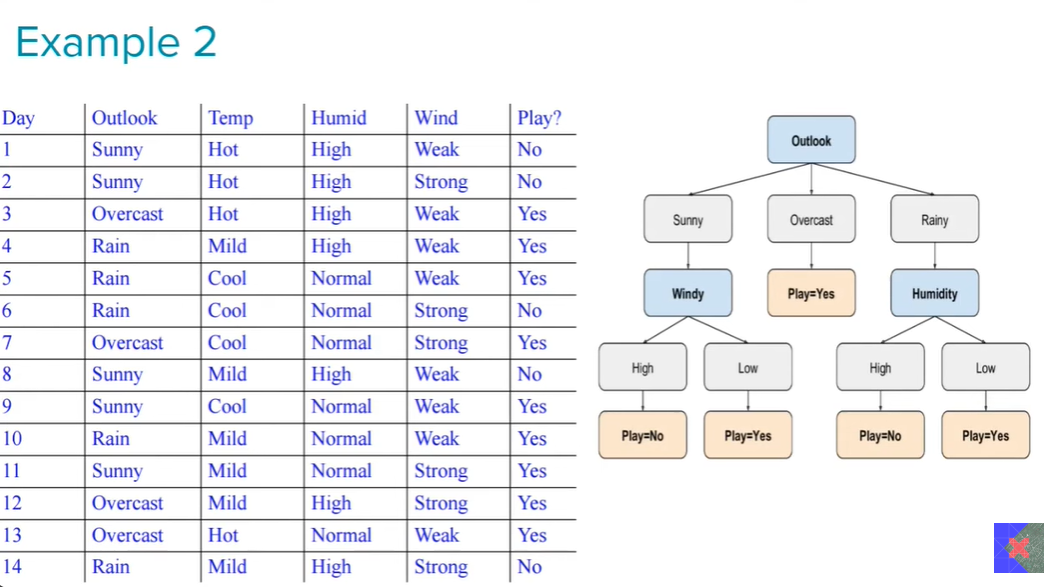 Example 2
Day Outlook Temp Humid Wind Play?
1 Sunny Hot High Weak No
2 Sunny Hot High Strong No
3 Overcast Hot High Weak Yes
4 Rain Mild High Weak Yes
5 Rain Cool Normal Weak Yes
6 Rain Cool Normal Strong No
7 Overcast Cool Normal Strong Yes
8 Sunny Mild High Weak No
9 Sunny Cool Normal Weak Yes
10 Rain Mild Normal Weak Yes
11 Sunny Mild Normal Strong Yes
12 Overcast Mild High Strong Yes
13 Overcast Hot Normal Weak Yes
14 Rain Mild High Strong No
Outlook
Sunny Overcast Rainy
Windy Play=Yes Humidity
High Low High Low
Play=No Play=Yes Play=No Play=Yes